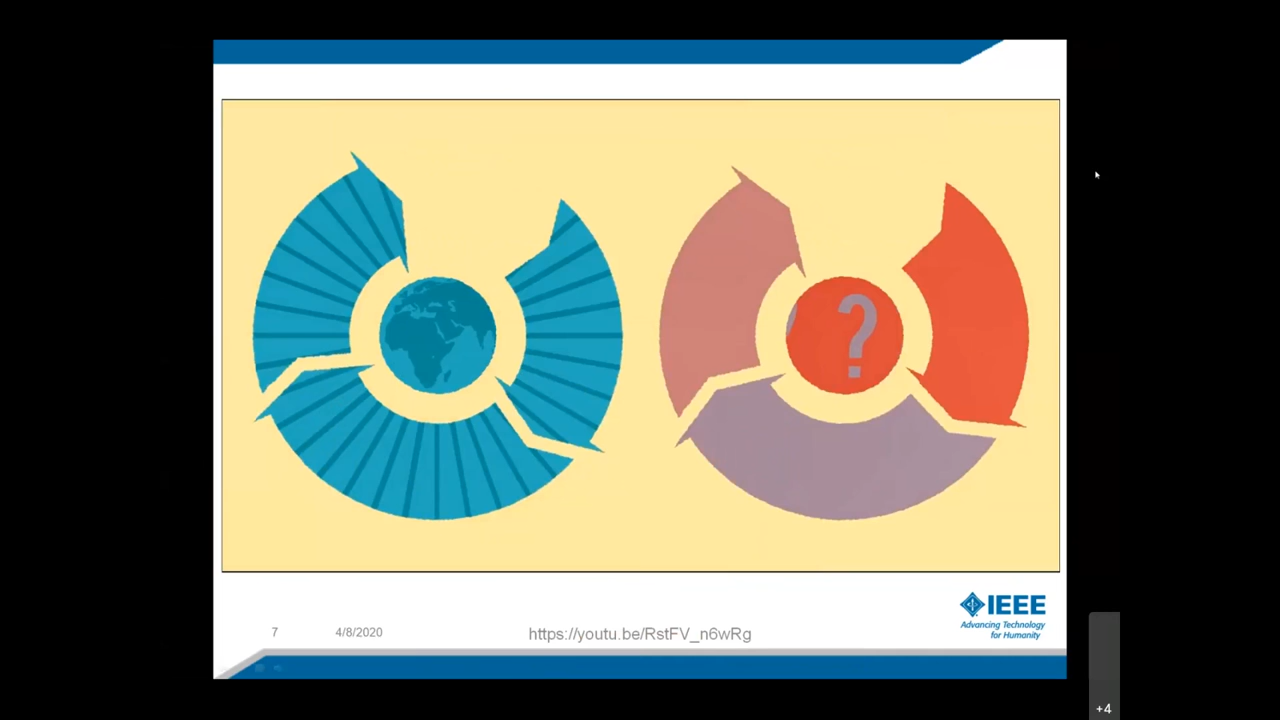 ?
7
4/8/2020
https://youtu.be/RstFV_n6wRg
IEEE
Advancing Technology
for Humanity
+4